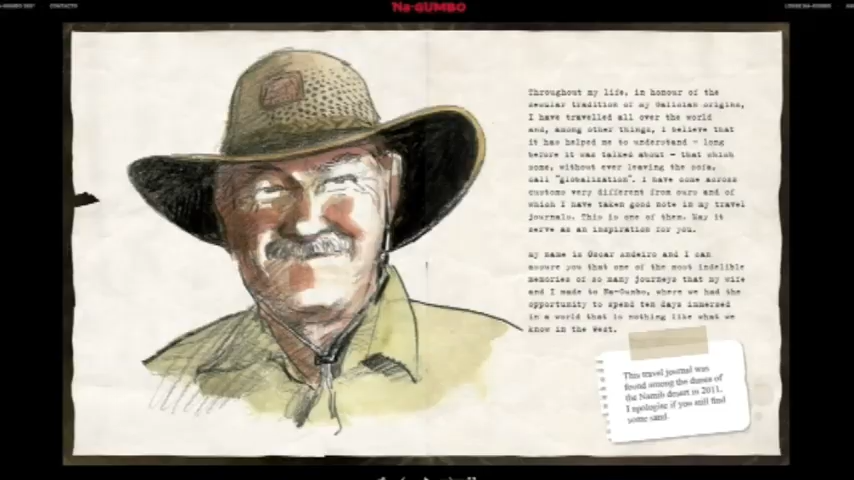 CONTACTS
Na-GUMBO
Throughout my life, in honour of the
secular tradition of my Galician origins,
I have travelled all over the world
and, among other things, I believe that
it has helped me to understand - long
before it was talked about - that which
some, without ever leaving the sofa,
call "globalization". I have come across
customs very different from ours and of
which I have taken good note in my travel
journals. This is one of them. May it
serve as an inspiration for you.
My name is Óscar Andeiro and I can
assure you that one of the most indelible
memories of so many journeys that my wife
and I made to Na-Gumbo, where we had the
opportunity to spend ten days inmersed
in a world that is nothing like what we
know in the West.
This travel journal was
found among the dunes of
the Namib desert in 2011.
I apologise if you still find
some sand.